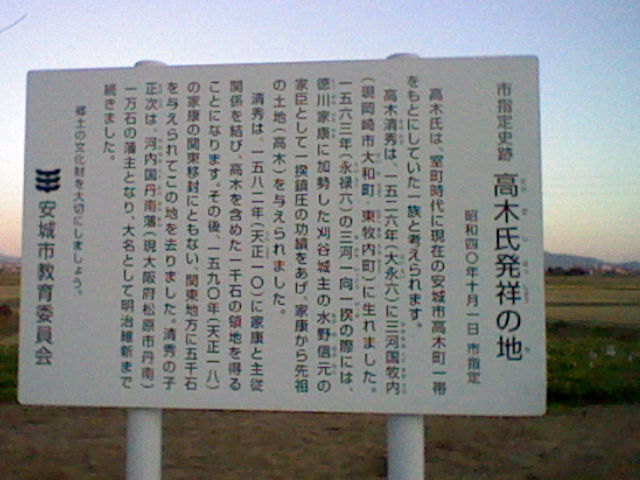 市指定史跡 高木氏発祥の地
昭和四〇年十月一日 市指定
高木氏は、室町時代に現在の安城市高木町一帯
をもとにしていた一族と考えられます。
高木清秀は、一五二六年(大永六)に三河国牧内
(現岡崎市大和町・東牧内町)に生れました。
一五六三年(永禄六)の三河一向一揆の際には、
徳川家康に加勢した刈谷城主の水野信元の
家臣として一揆鎮圧の功績をあげ、家康から先祖
の土地(高木)を与えられました。
清秀は、一五八二年(天正一〇)に家康と主従
関係を結び、高木を含めた一千石の領地を得る
ことになります。その後、一五九〇年(天正一八)
の家康の関東移封にともない、関東地方に五千石
を与えられてこの地を去りました。清秀の子
正次は、河内国丹南藩(現大阪府松原市丹南)
一万石の藩主となり、大名として明治維新まで
続きました。
郷土の文化財を大切にしましょう。
安城市教育委員会